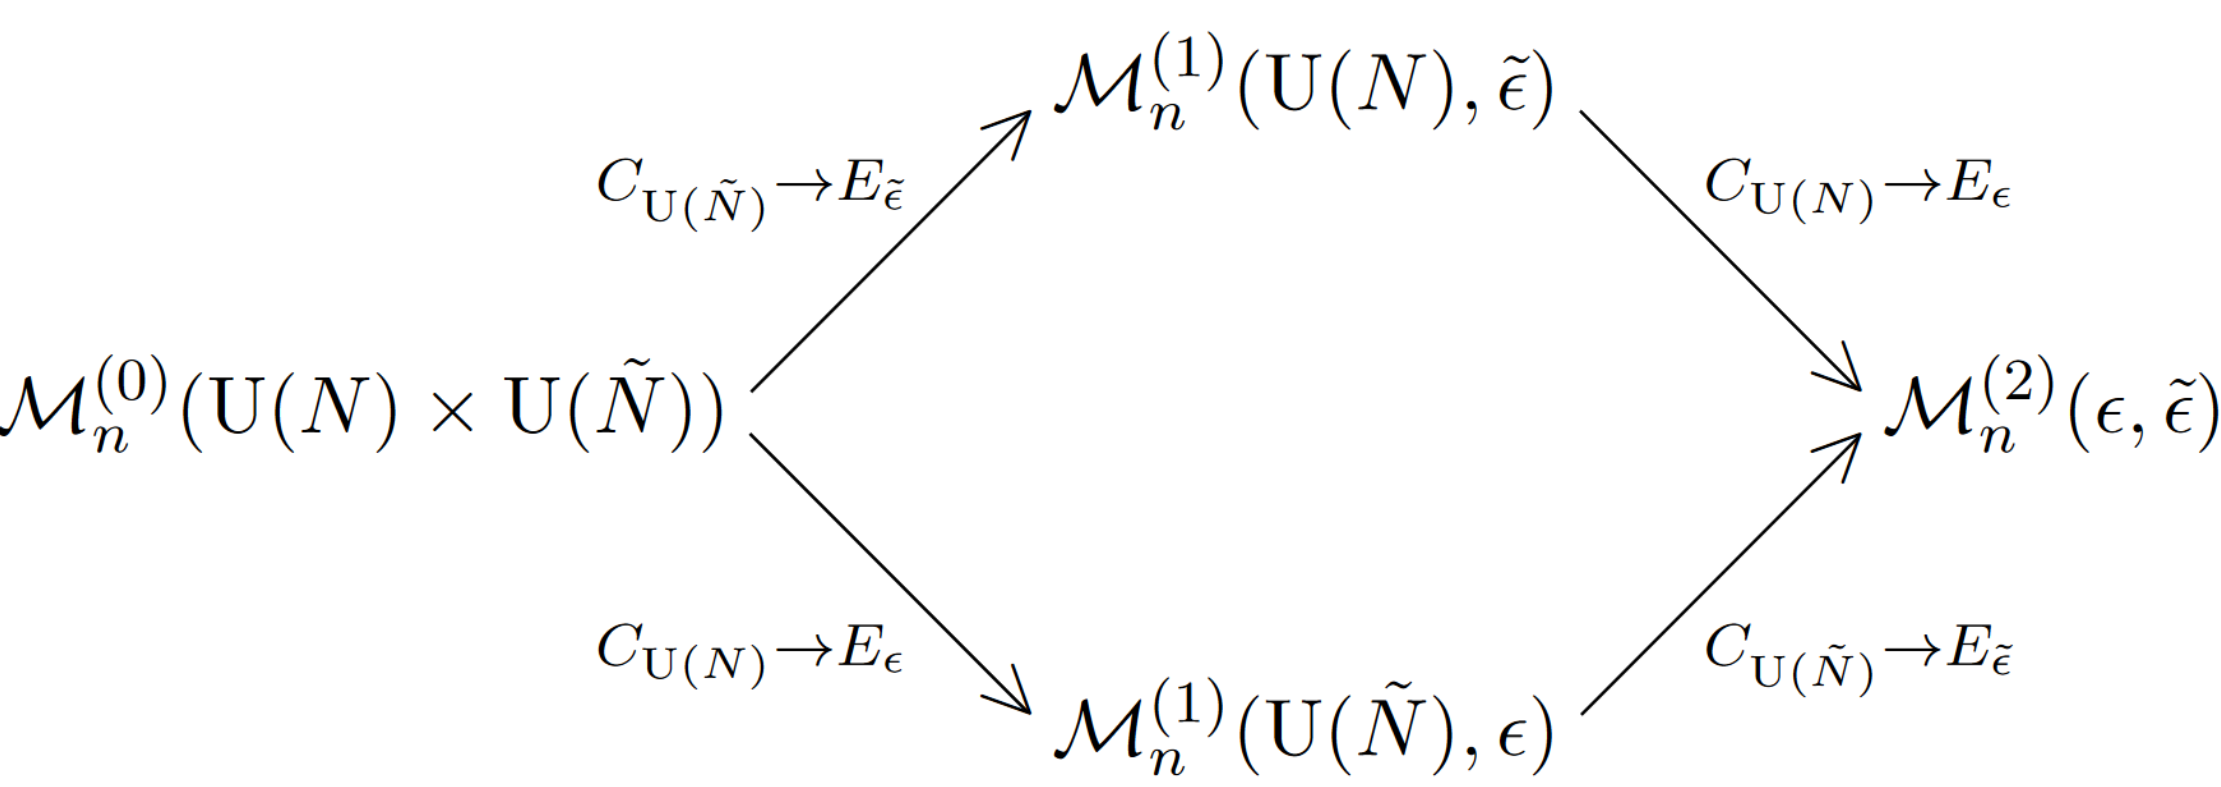 $\mathcal{M}_n^{(1)}(\mathrm{U}(N), \tilde{\epsilon})$
$C_{\mathrm{U}(\tilde{N})} \to E_{\tilde{\epsilon}}$
$C_{\mathrm{U}(N)} \to E_{\epsilon}$
$\mathcal{M}_n^{(0)}(\mathrm{U}(N) \times \mathrm{U}(\tilde{N}))$
$\mathcal{M}_n^{(2)}(\epsilon, \tilde{\epsilon})$
$C_{\mathrm{U}(N)} \to E_{\epsilon}$
$C_{\mathrm{U}(\tilde{N})} \to E_{\tilde{\epsilon}}$
$\mathcal{M}_n^{(1)}(\mathrm{U}(\tilde{N}), \epsilon)$